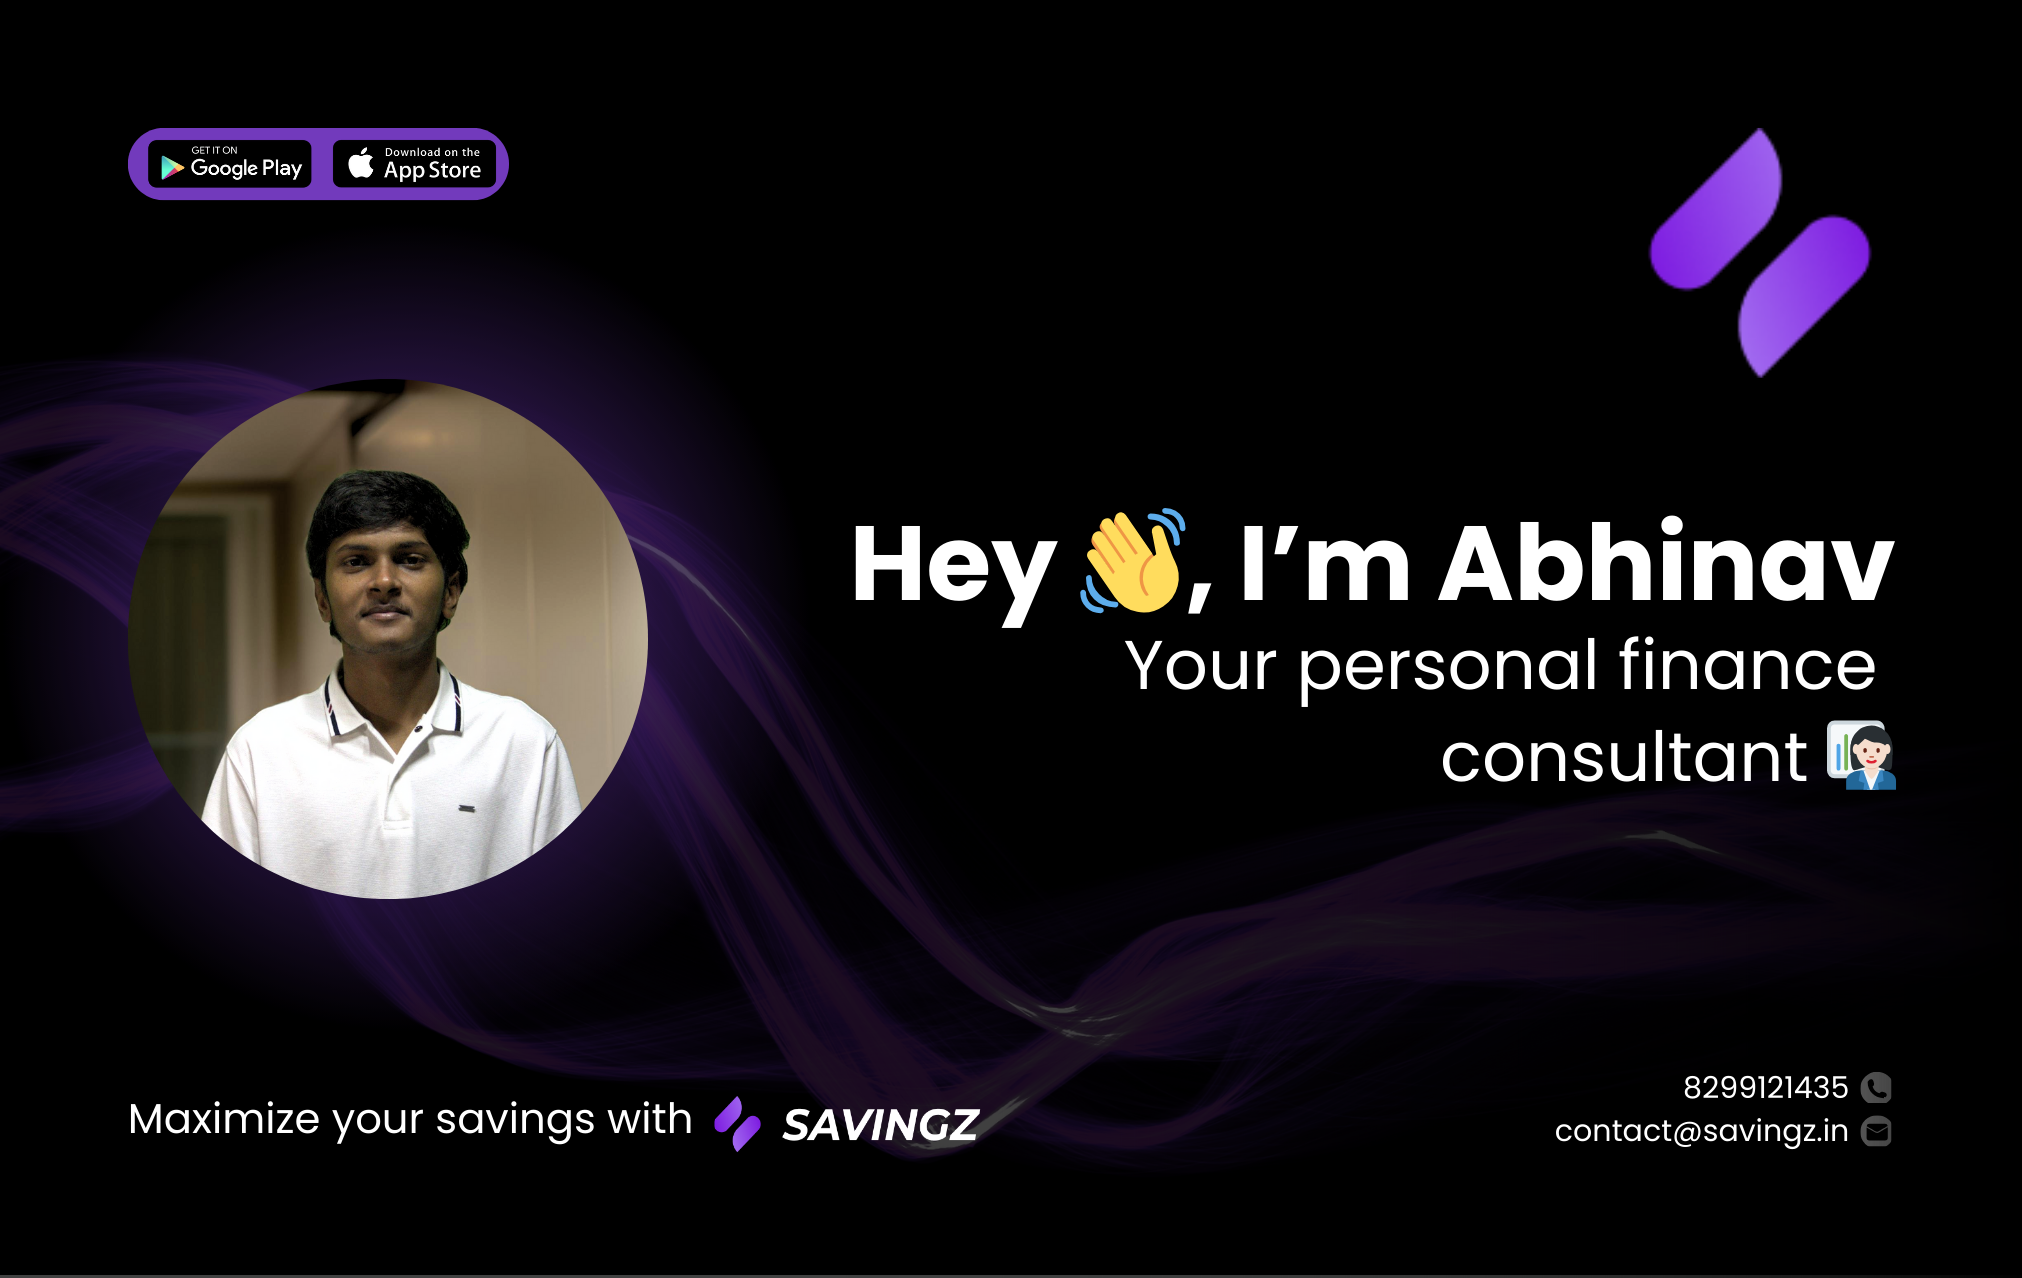 GET IT ON
Google Play
Download on the
App Store
Hey 👋, I’m Abhinav
Your personal finance
consultant 👩🏻‍💼
Maximize your savings with SAVINGZ
8299121435
contact@savingz.in